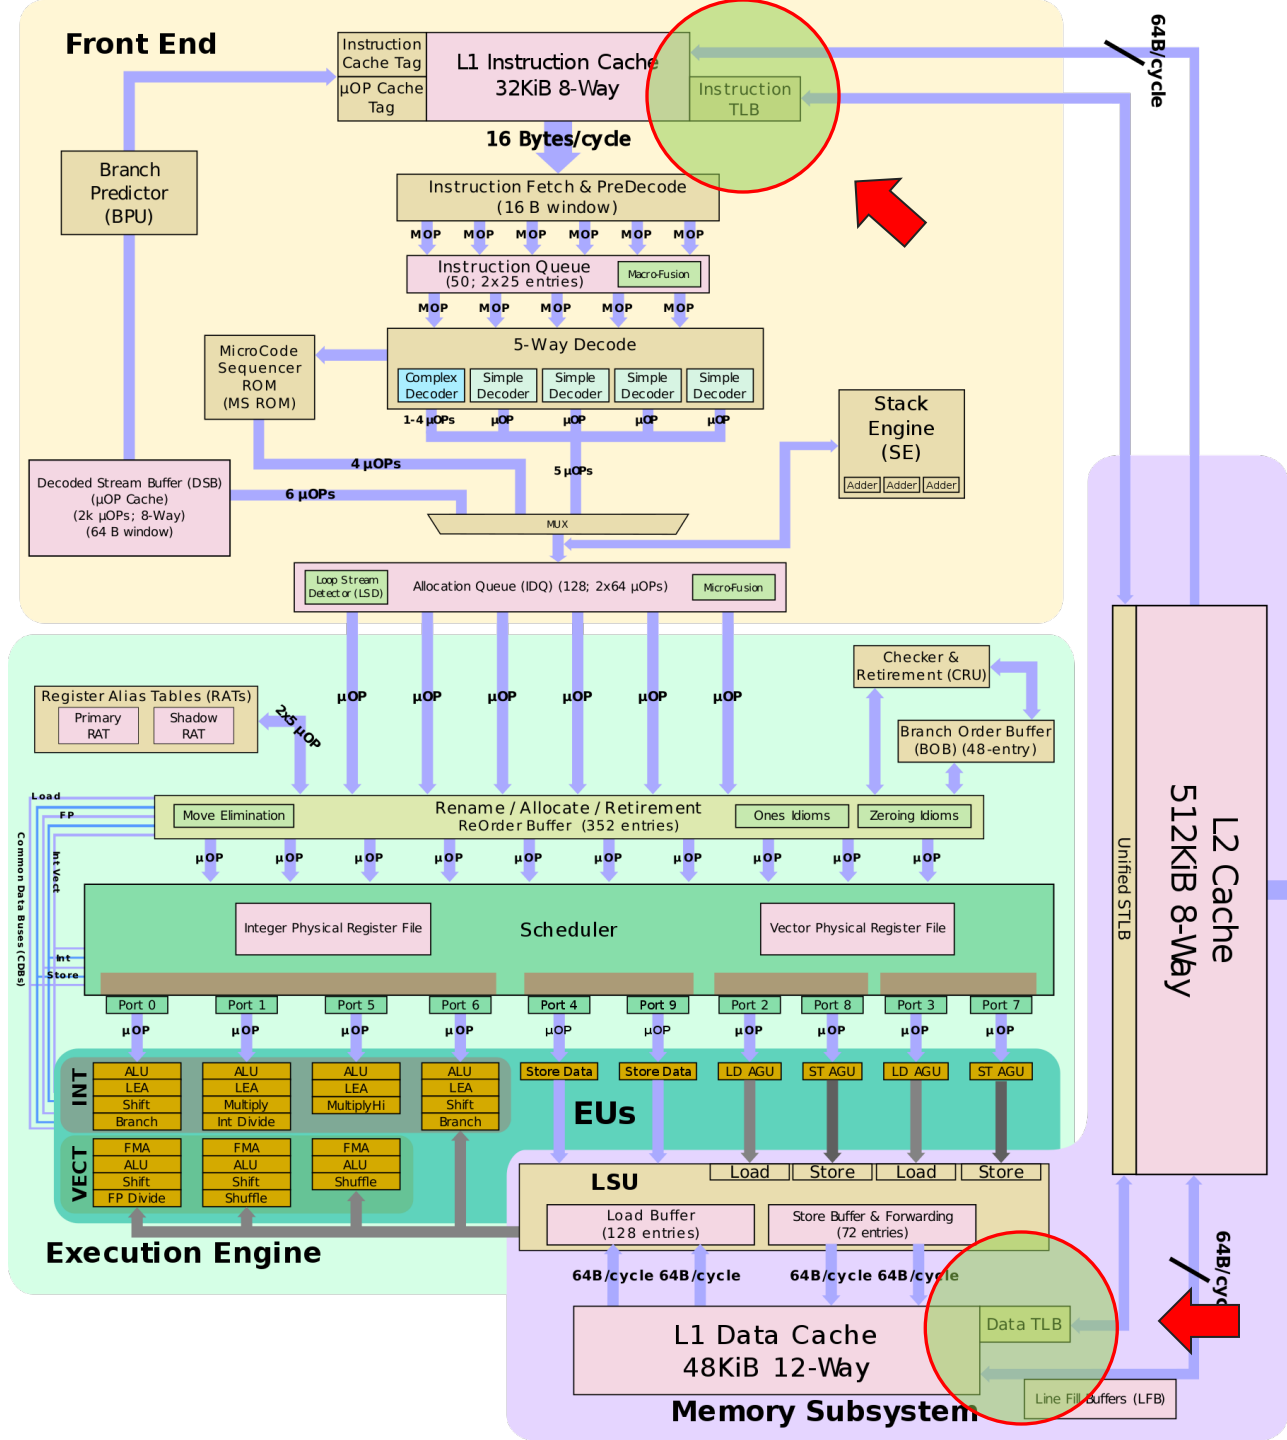 Front End
Instruction
Cache Tag
µOP Cache
Tag
L1 Instruction Cache
32KiB 8-Way
Instruction
TLB
64B/cycle
16 Bytes/cycle
Branch
Predictor
(BPU)
Instruction Fetch & PreDecode
(16 B window)
MOP MOP MOP MOP MOP MOP
Instruction Queue
(50; 2x25 entries)
Macro-Fusion
MOP MOP MOP MOP MOP
5-Way Decode
MicroCode
Sequencer
ROM
(MS ROM)
Complex
Decoder
Simple
Decoder
Simple
Decoder
Simple
Decoder
Simple
Decoder
1-4 µOPs µOP µOP µOP µOP
Stack
Engine
(SE)
Adder Adder Adder
4 µOPs
5 µOPs
6 µOPs
Decoded Stream Buffer (DSB)
(µOP Cache)
(2k µOPs; 8-Way)
(64 B window)
MUX
Loop Stream
Detector (LSD)
Allocation Queue (IDQ) (128; 2x64 µOPs)
Micro-Fusion
µOP µOP µOP µOP µOP µOP
Checker &
Retirement (CRU)
Branch Order Buffer
(BOB) (48-entry)
Register Alias Tables (RATs)
Primary
RAT
Shadow
RAT
2x5 µOP
Load
FP
Int Vect
Common Data Buses (CDBs)
Int
Store
Move Elimination
Rename / Allocate / Retirement
ReOrder Buffer (352 entries)
Ones Idioms
Zeroing Idioms
µOP µOP µOP µOP µOP µOP µOP µOP µOP µOP
Integer Physical Register File
Scheduler
Vector Physical Register File
Port 0 Port 1 Port 5 Port 6 Port 4 Port 9 Port 2 Port 8 Port 3 Port 7
µOP µOP µOP µOP µOP µOP µOP µOP µOP µOP
INT
ALU
LEA
Shift
Branch
ALU
LEA
Multiply
Int Divide
ALU
LEA
MultiplyHi
ALU
LEA
Shift
Branch
Store Data
Store Data
LD AGU
ST AGU
LD AGU
ST AGU
EUs
VECT
FMA
ALU
Shift
FP Divide
FMA
ALU
Shift
Shuffle
FMA
ALU
Shuffle
Execution Engine
LSU
Load Store Load Store
Load Buffer
(128 entries)
Store Buffer & Forwarding
(72 entries)
64B/cycle 64B/cycle 64B/cycle 64B/cycle
L1 Data Cache
48KiB 12-Way
Data TLB
Line Fill Buffers (LFB)
Memory Subsystem
Unified STLB
L2 Cache
512KiB 8-Way